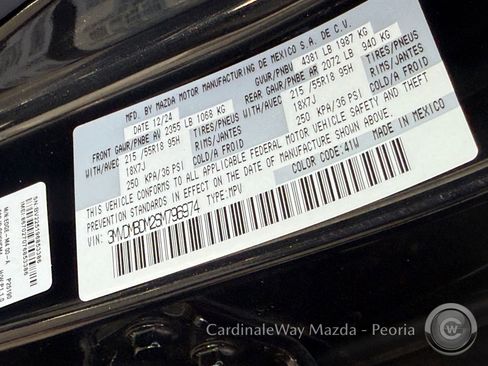 MFD. BY MAZDA MOTOR MANUFACTURING DE MEXICO S.A. DE C.V.
DATE 12/24 GVWR/PNBV 4381 LB 1987 KG
FRONT GAWR/PNBE AV 2355 LB 1068 KG REAR GAWR/PNBE AR 2072 LB 940 KG
WITH/AVEC 215/55R18 95H TIRES/PNEUS WITH/AVEC 215/55R18 95H TIRES/PNEUS
18X7J RIMS/JANTES 18X7J RIMS/JANTES
250 KPA/36 PSI COLD/A FROID 250 KPA/36 PSI COLD/A FROID
THIS VEHICLE CONFORMS TO ALL APPLICABLE FEDERAL MOTOR VEHICLE SAFETY AND THEFT
PREVENTION STANDARDS IN EFFECT ON THE DATE OF MANUFACTURE SHOWN ABOVE.
VIN: 3MVDMBDM2SM796974 TYPE: MPV COLOR CODE: 41W MADE IN MEXICO
CardinaleWay Mazda - Peoria
CW